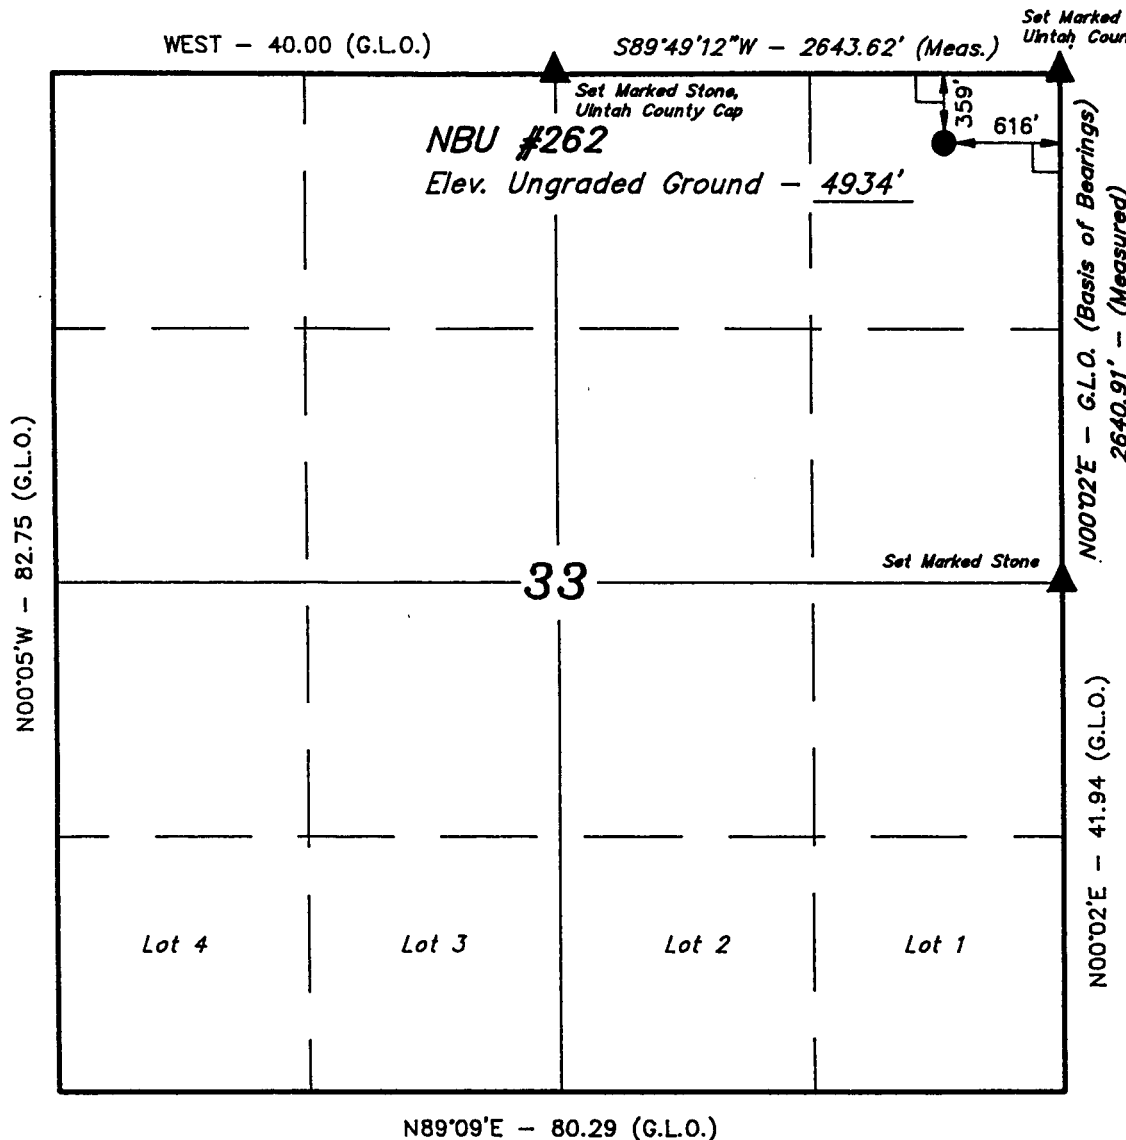 Set Marked
Uintah Coun
WEST – 40.00 (G.L.O.)
S89°49'12"W – 2643.62' (Meas.)
Set Marked Stone,
Uintah County Cap
359'
616'
NBU #262
Elev. Ungraded Ground – 4934'
N00°02'E – G.L.O. (Basis of Bearings)
2640.91' – (Measured)
N00°05'W – 82.75 (G.L.O.)
Set Marked Stone
33
N00°02'E – 41.94 (G.L.O.)
Lot 4
Lot 3
Lot 2
Lot 1
N89°09'E – 80.29 (G.L.O.)